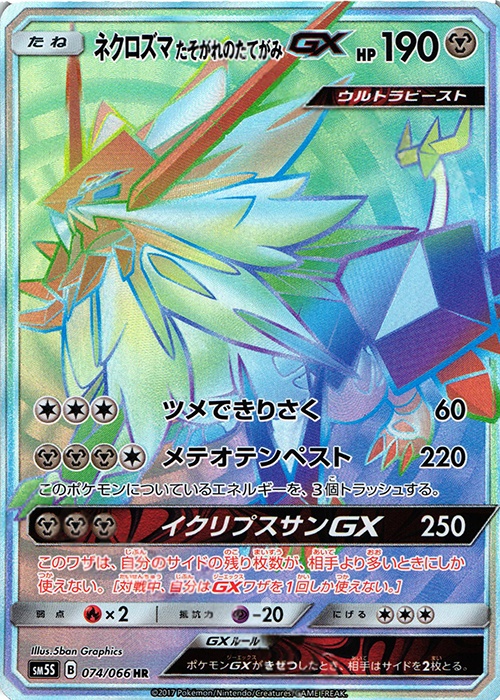 たね ネクロズマ たそがれのたてがみ GX HP 190
ウルトラビースト
ツメできりさく 60
メテオテンペスト 220
このポケモンについているエネルギーを、3個トラッシュする。
イクリプスサンGX 250
このワザは、自分のサイドの残り枚数が、相手より多いときにしか
使えない。[対戦中、自分はGXワザを1回しか使えない。]
弱点 ×2 抵抗力 -20 にげる
Illus.5ban Graphics GXルール
SM5S B 074/066 HR ポケモンGXがきぜつしたとき、相手はサイドを2枚とる。
©2017 Pokémon/Nintendo/Creatures/GAME FREAK.